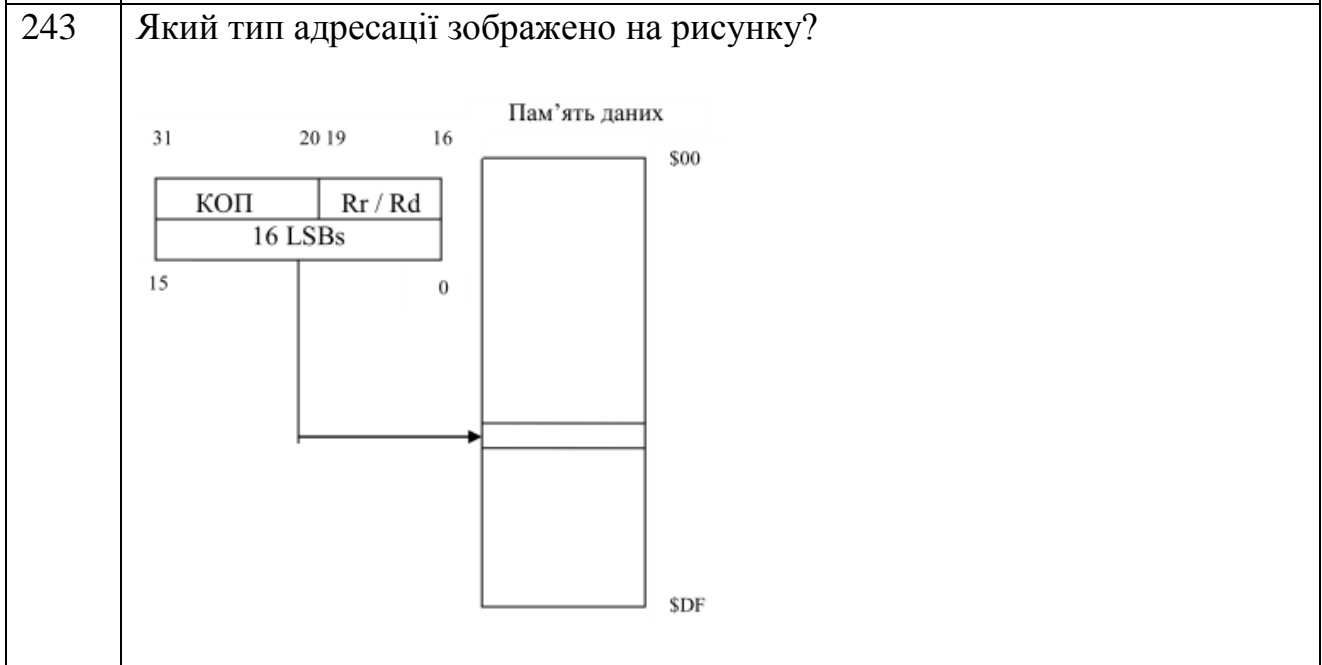 243 Який тип адресації зображено на рисунку?
Пам’ять даних
31 20 19 16
$00
КОП Rr / Rd
16 LSBs
15 0
$DF